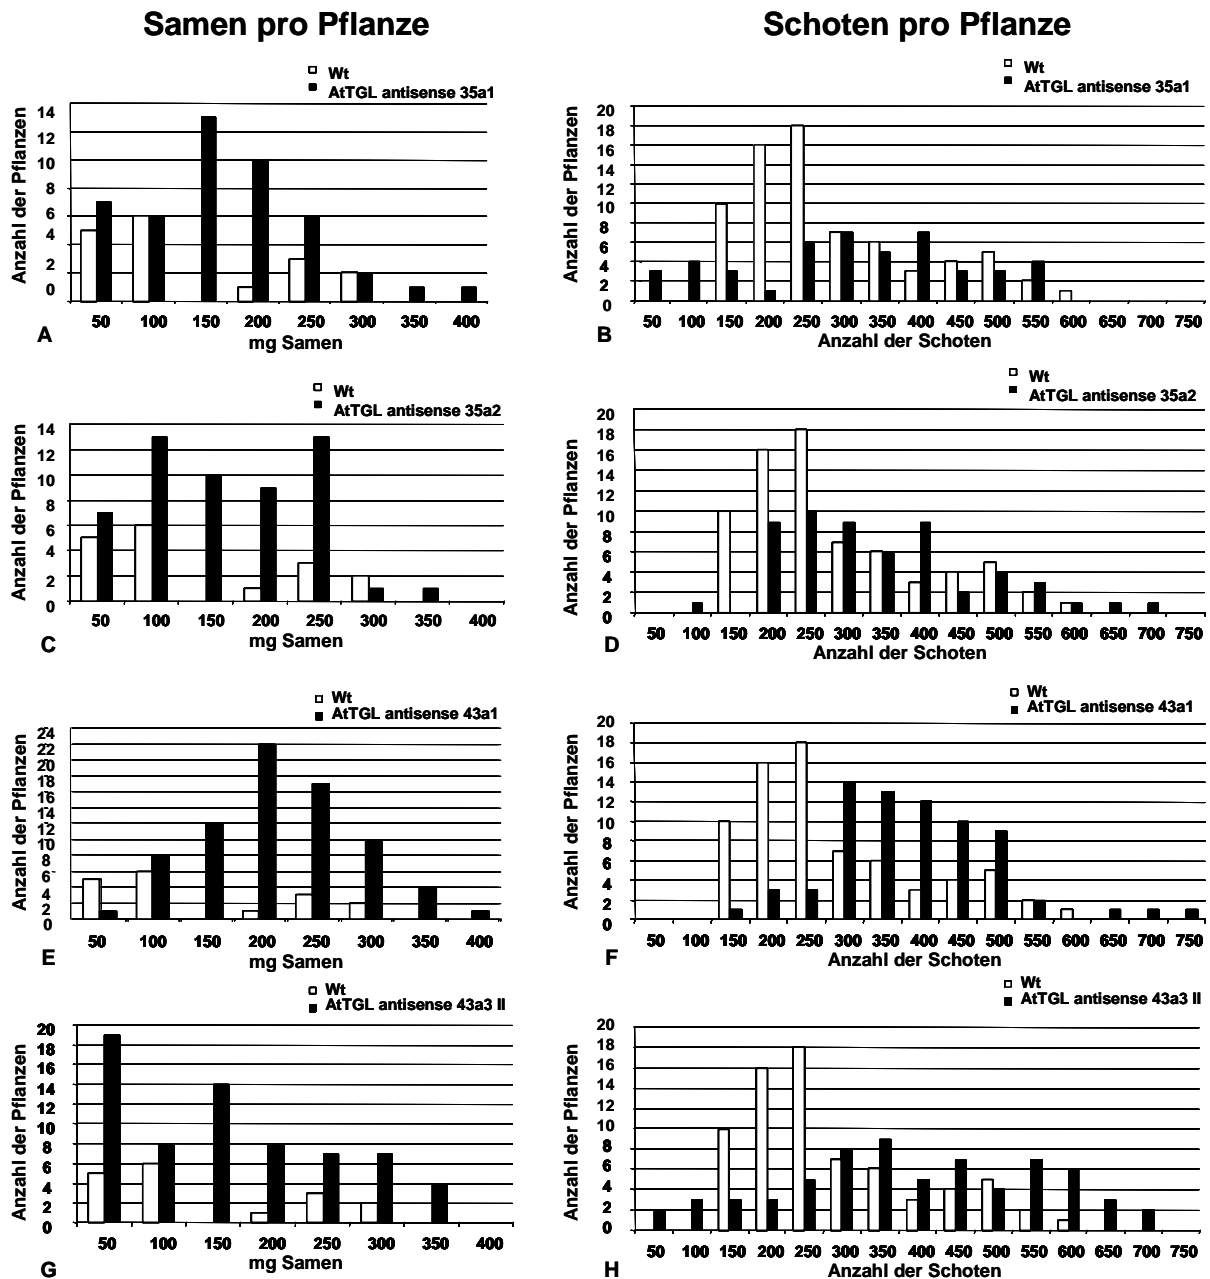 Samen pro Pflanze
Schoten pro Pflanze
Wt
AtTGL antisense 35a1
Anzahl der Pflanzen
14
12
10
8
6
4
2
0
50 100 150 200 250 300 350 400
mg Samen
A
Wt
AtTGL antisense 35a1
Anzahl der Pflanzen
20
18
16
14
12
10
8
6
4
2
0
50 100 150 200 250 300 350 400 450 500 550 600 650 700 750
Anzahl der Schoten
B
Wt
AtTGL antisense 35a2
Anzahl der Pflanzen
14
12
10
8
6
4
2
0
50 100 150 200 250 300 350 400
mg Samen
C
Wt
AtTGL antisense 35a2
Anzahl der Pflanzen
20
18
16
14
12
10
8
6
4
2
0
50 100 150 200 250 300 350 400 450 500 550 600 650 700 750
Anzahl der Schoten
D
Wt
AtTGL antisense 43a1
Anzahl der Pflanzen
24
22
20
18
16
14
12
10
8
6
4
2
0
50 100 150 200 250 300 350 400
mg Samen
E
Wt
AtTGL antisense 43a1
Anzahl der Pflanzen
20
18
16
14
12
10
8
6
4
2
0
50 100 150 200 250 300 350 400 450 500 550 600 650 700 750
Anzahl der Schoten
F
Wt
AtTGL antisense 43a3 II
Anzahl der Pflanzen
20
18
16
14
12
10
8
6
4
2
0
50 100 150 200 250 300 350 400
mg Samen
G
Wt
AtTGL antisense 43a3 II
Anzahl der Pflanzen
20
18
16
14
12
10
8
6
4
2
0
50 100 150 200 250 300 350 400 450 500 550 600 650 700 750
Anzahl der Schoten
H